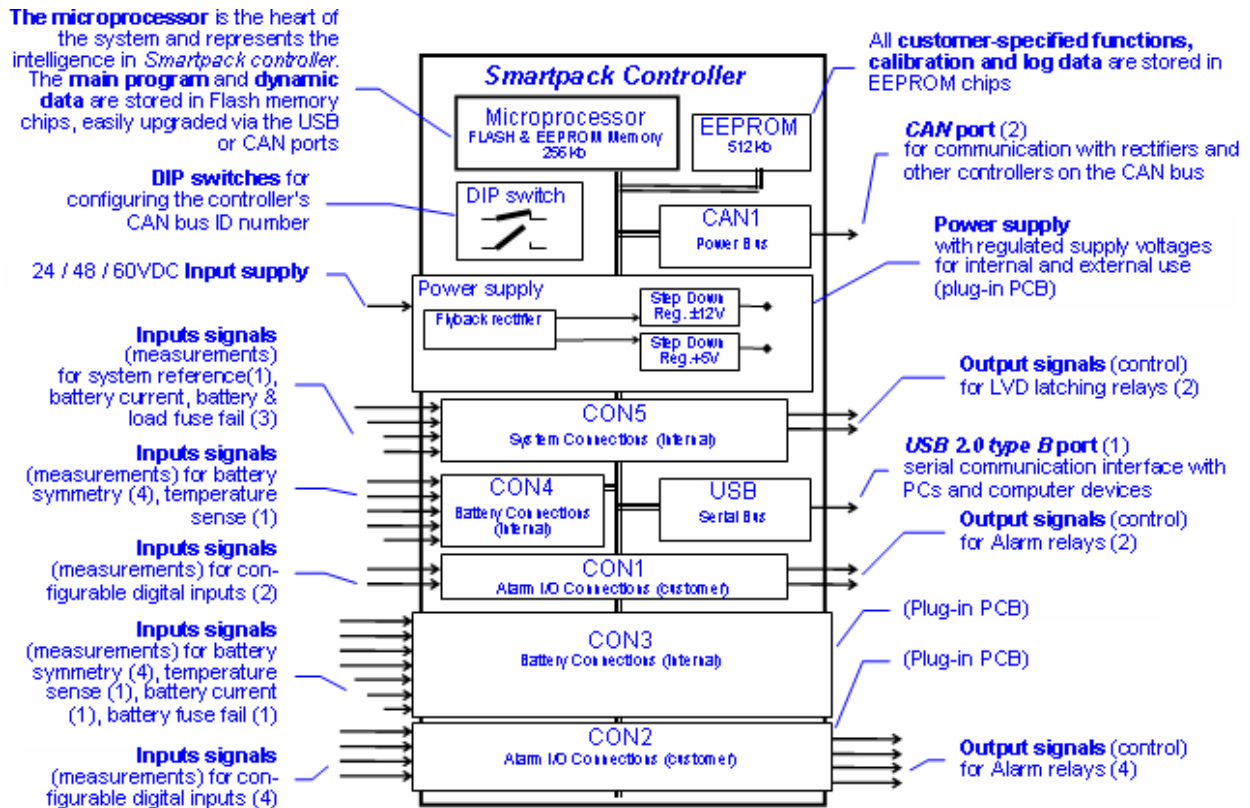 The microprocessor is the heart of
the system and represents the
intelligence in Smartpack controller.
The main program and dynamic
data are stored in Flash memory
chips, easily upgraded via the USB
or CAN ports
DIP switches for
configuring the controller's
CAN bus ID number
24 / 48 / 60VDC Input supply
Inputs signals
(measurements)
for system reference(1),
battery current, battery &
load fuse fail (3)
Inputs signals
(measurements) for battery
symmetry (4), temperature
sense (1)
Inputs signals
(measurements) for con-
figurable digital inputs (2)
Inputs signals
(measurements) for battery
symmetry (4), temperature
sense (1), battery current
(1), battery fuse fail (1)
Inputs signals
(measurements) for con-
figurable digital inputs (4)
Smartpack Controller
Microprocessor
FLASH & EEPROM Memory
256 kb
EEPROM
512 kb
DIP switch
CAN1
Power Bus
Power supply
Flyback rectifier
Step Down
Reg. ±12V
Step Down
Reg. +5V
CON5
System Connections (Internal)
CON4
Battery Connections
(Internal)
USB
Serial Bus
CON1
Alarm I/O Connections (customer)
CON3
Battery Connections (Internal)
CON2
Alarm I/O Connections (customer)
All customer-specified functions,
calibration and log data are stored in
EEPROM chips
CAN port (2)
for communication with rectifiers and
other controllers on the CAN bus
Power supply
with regulated supply voltages
for internal and external use
(plug-in PCB)
Output signals (control)
for LVD latching relays (2)
USB 2.0 type B port (1)
serial communication interface with
PCs and computer devices
Output signals (control)
for Alarm relays (2)
(Plug-in PCB)
(Plug-in PCB)
Output signals (control)
for Alarm relays (4)